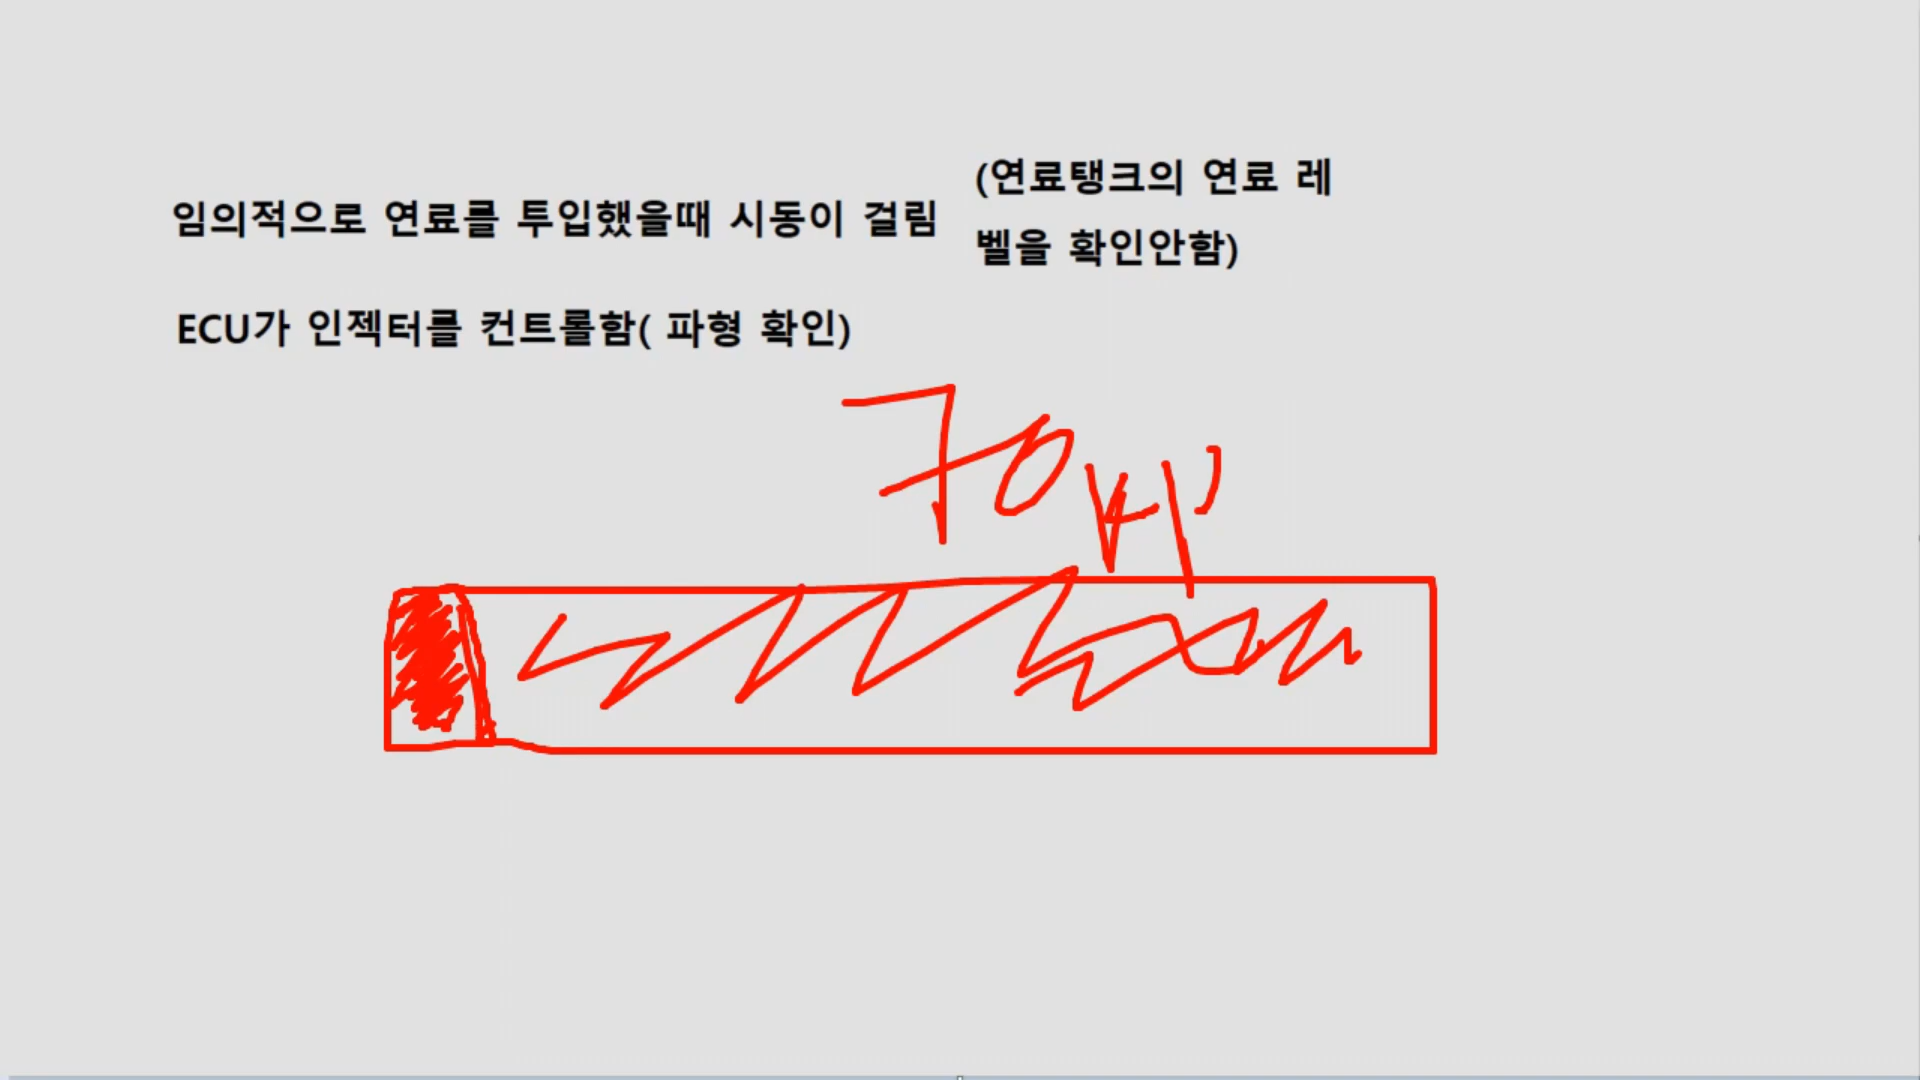 임의적으로 연료를 투입했을때 시동이 걸림
(연료탱크의 연료 레
벨을 확인안함)
ECU가 인젝터를 컨트롤함( 파형 확인)
70